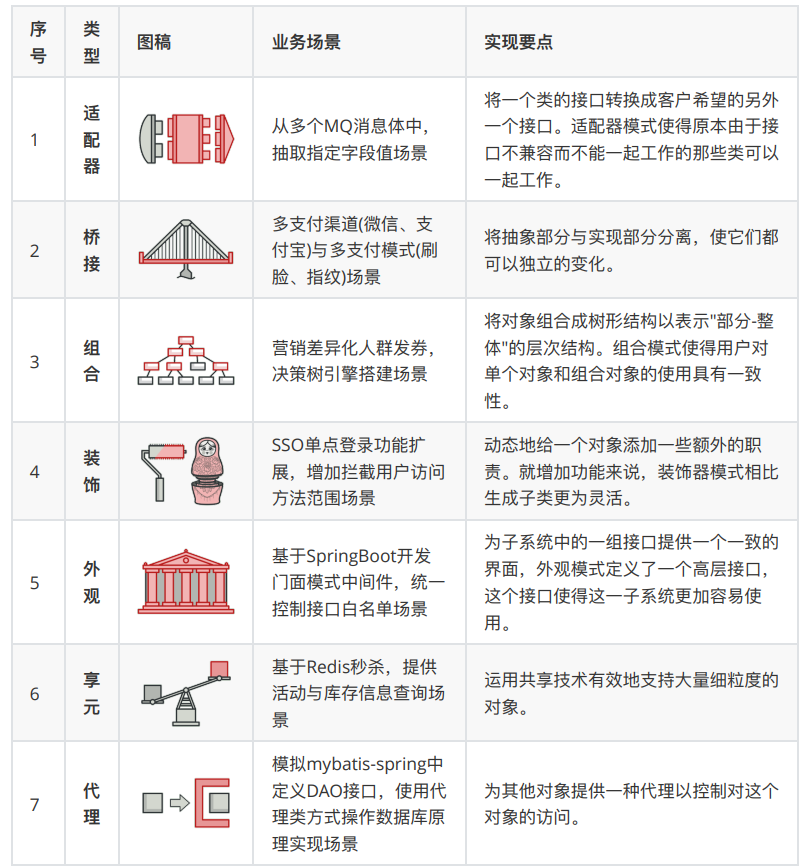 序
号
类
型
图稿
业务场景
实现要点
1
适
配
器
从多个MQ消息体中，
抽取指定字段值场景
将一个类的接口转换成客户希望的另外
一个接口。适配器模式使得原本由于接
口不兼容而不能一起工作的那些类可以
一起工作。
2
桥
接
多支付渠道(微信、支
付宝)与多支付模式(刷
脸、指纹)场景
将抽象部分与实现部分分离，使它们都
可以独立的变化。
3
组
合
营销差异化人群发券，
决策树引擎搭建场景
将对象组合成树形结构以表示"部分-整
体"的层次结构。组合模式使得用户对
单个对象和组合对象的使用具有一致
性。
4
装
饰
SSO单点登录功能扩
展，增加拦截用户访问
方法范围场景
动态地给一个对象添加一些额外的职
责。就增加功能来说，装饰器模式相比
生成子类更为灵活。
5
外
观
基于SpringBoot开发
门面模式中间件，统一
控制接口白名单场景
为子系统中的一组接口提供一个一致的
界面，外观模式定义了一个高层接口，
这个接口使得这一子系统更加容易使
用。
6
享
元
基于Redis秒杀，提供
活动与库存信息查询场
景
运用共享技术有效地支持大量细粒度的
对象。
7
代
理
模拟mybatis-spring中
定义DAO接口，使用代
理类方式操作数据库原
理实现场景
为其他对象提供一种代理以控制对这个
对象的访问。